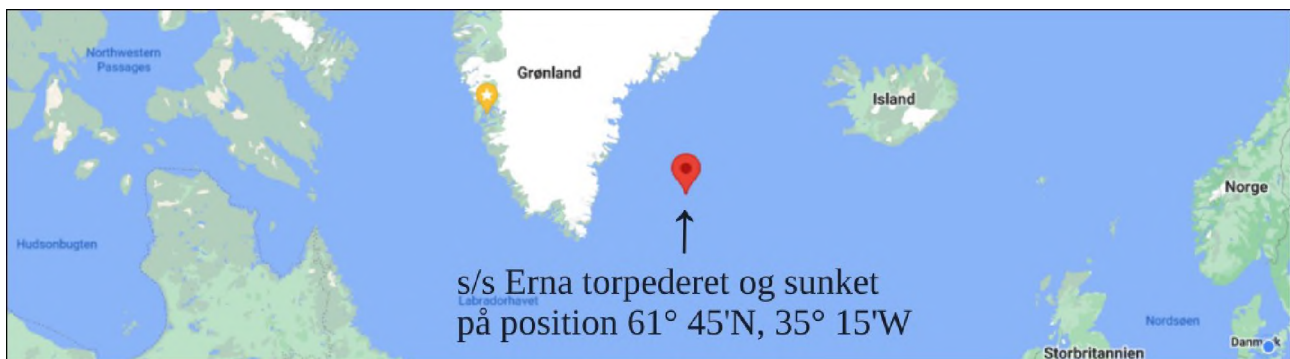 Northwestern
Passages
Grønland
Island
Norge
Hudsonbugten
s/s Erna torpederet og sunket
Labradorhavet
på position 61° 45'N, 35° 15'W
Nordsøen
Danmark
Storbritannien